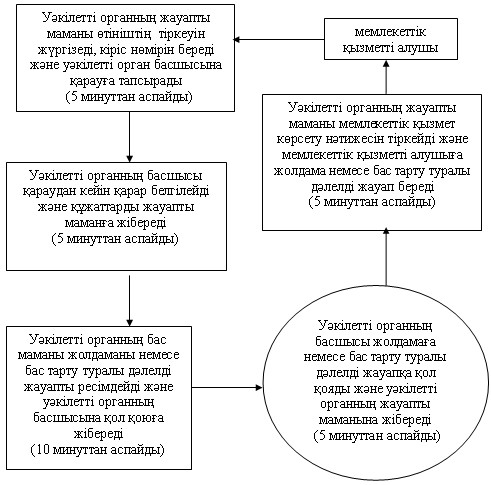 Уәкілетті органның жауапты
маманы өтініштің тіркеуін
жүргізеді, кіріс нөмірін береді
және уәкілетті орган басшысына
қарауға тапсырады
(5 минуттан аспайды)
мемлекеттік
қызметті алушы
Уәкілетті органның жауапты
маманы мемлекеттік қызмет
көрсету нәтижесін тіркейді және
мемлекеттік қызметті алушыға
жолдама немесе бас тарту туралы
дәлелді жауап береді
(5 минуттан аспайды)
Уәкілетті органның басшысы
қараудан кейін қарар белгілейді
және құжаттарды жауапты
маманға жібереді
(5 минуттан аспайды)
Уәкілетті органның бас
маманы жолдаманы немесе
бас тарту туралы дәлелді
жауапты ресімдейді және
уәкілетті органның
басшысына қол қоюға
жібереді
(10 минуттан аспайды)
Уәкілетті органның
басшысы жолдамаға
немесе бас тарту туралы
дәлелді жауапқа қол
қояды және уәкілетті
органның жауапты
маманына жібереді
(5 минуттан аспайды)